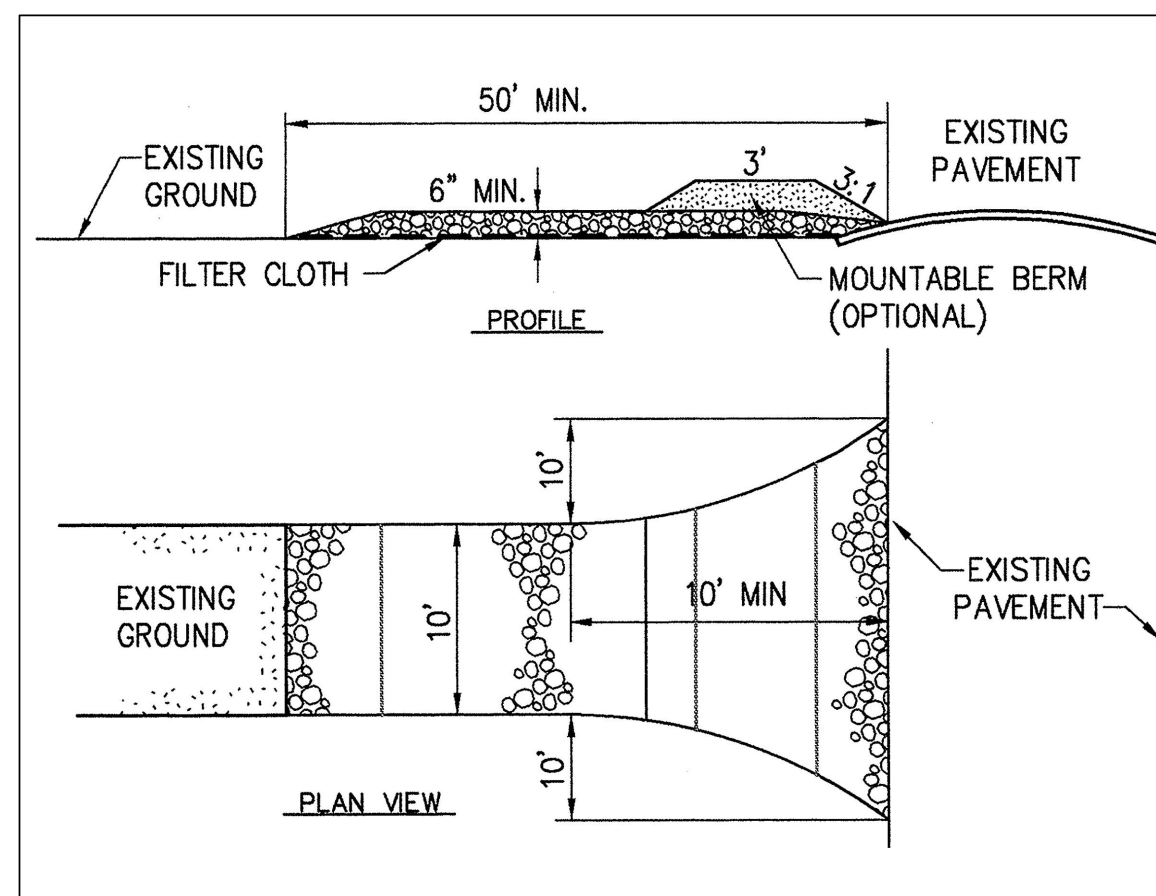 50' MIN.
EXISTING
GROUND
6" MIN.
3'
3:1
EXISTING
PAVEMENT
FILTER CLOTH
MOUNTABLE BERM
(OPTIONAL)
PROFILE
10'
EXISTING
GROUND
10'
10' MIN
EXISTING
PAVEMENT
10'
PLAN VIEW